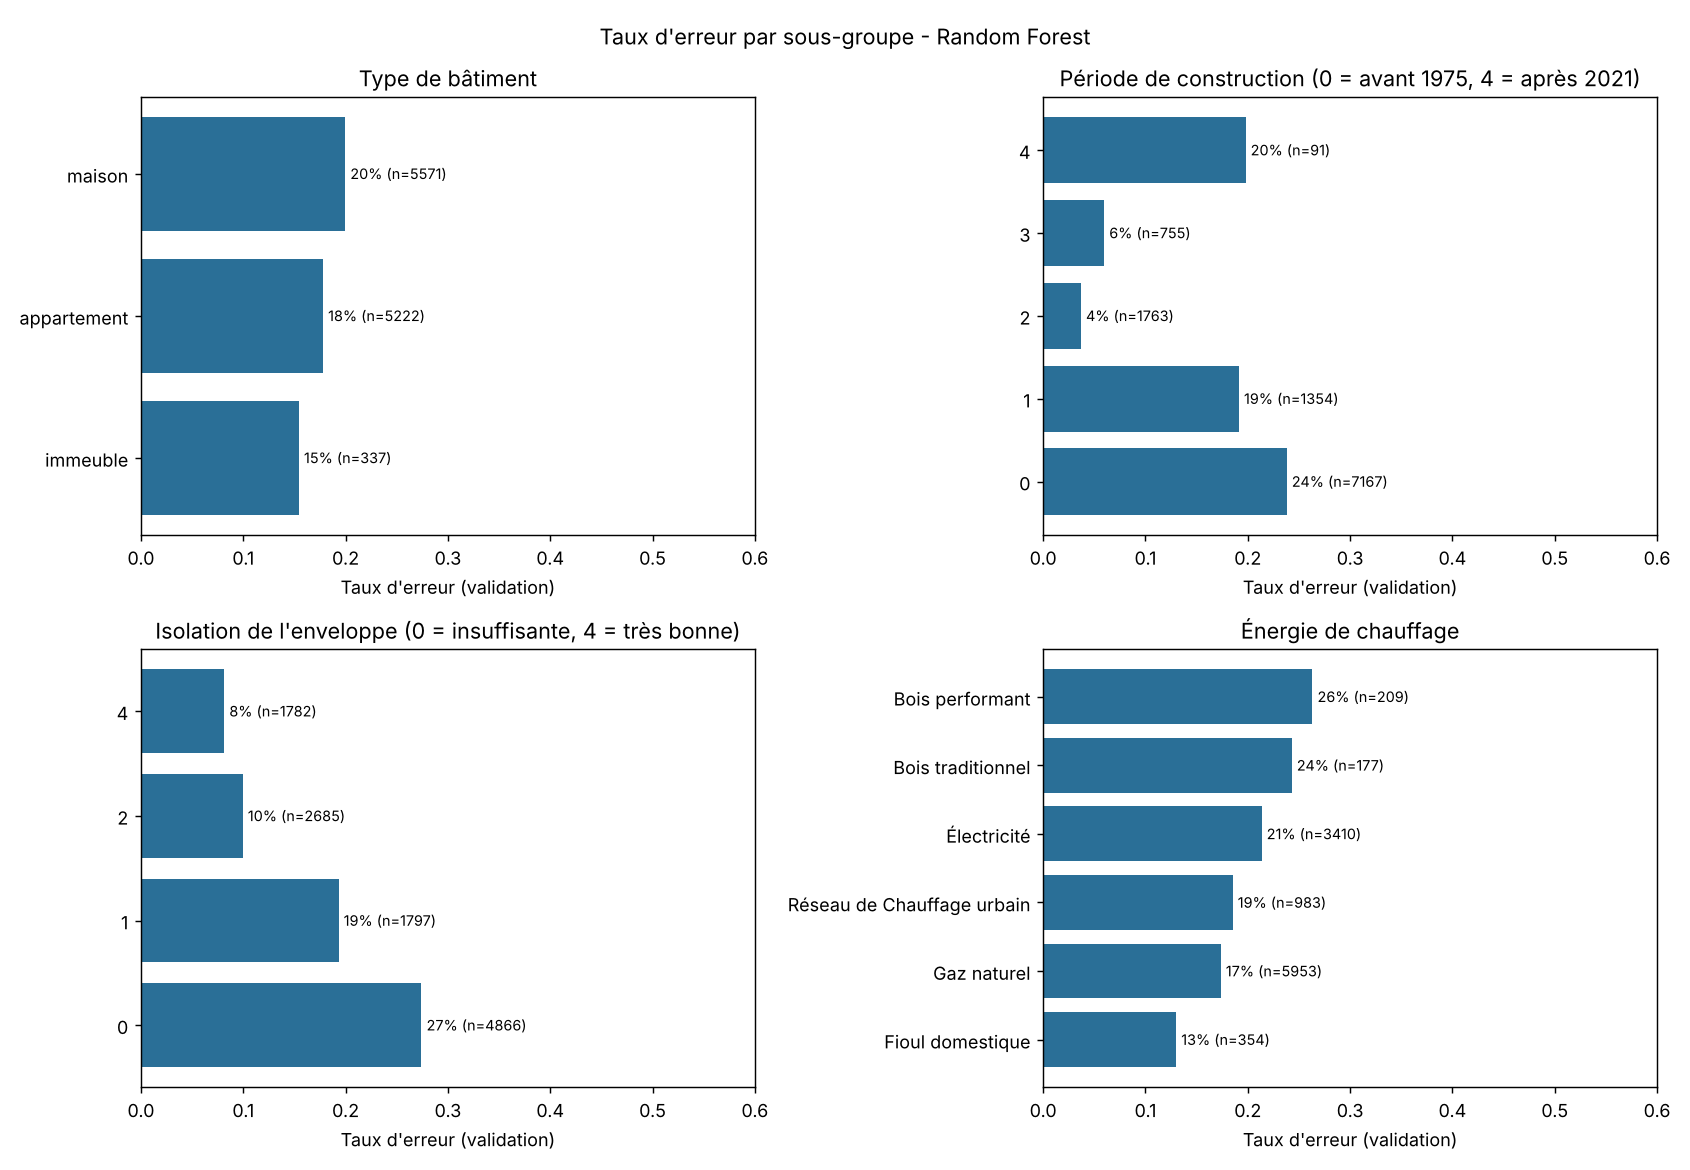 Taux d'erreur par sous-groupe - Random Forest
Type de bâtiment
maison
20% (n=5571)
appartement
18% (n=5222)
immeuble
15% (n=337)
0.0 0.1 0.2 0.3 0.4 0.5 0.6
Taux d'erreur (validation)
Période de construction (0 = avant 1975, 4 = après 2021)
4
20% (n=91)
3
6% (n=755)
2
4% (n=1763)
1
19% (n=1354)
0
24% (n=7167)
0.0 0.1 0.2 0.3 0.4 0.5 0.6
Taux d'erreur (validation)
Isolation de l'enveloppe (0 = insuffisante, 4 = très bonne)
4
8% (n=1782)
2
10% (n=2685)
1
19% (n=1797)
0
27% (n=4866)
0.0 0.1 0.2 0.3 0.4 0.5 0.6
Taux d'erreur (validation)
Énergie de chauffage
Bois performant
26% (n=209)
Bois traditionnel
24% (n=177)
Électricité
21% (n=3410)
Réseau de Chauffage urbain
19% (n=983)
Gaz naturel
17% (n=5953)
Fioul domestique
13% (n=354)
0.0 0.1 0.2 0.3 0.4 0.5 0.6
Taux d'erreur (validation)